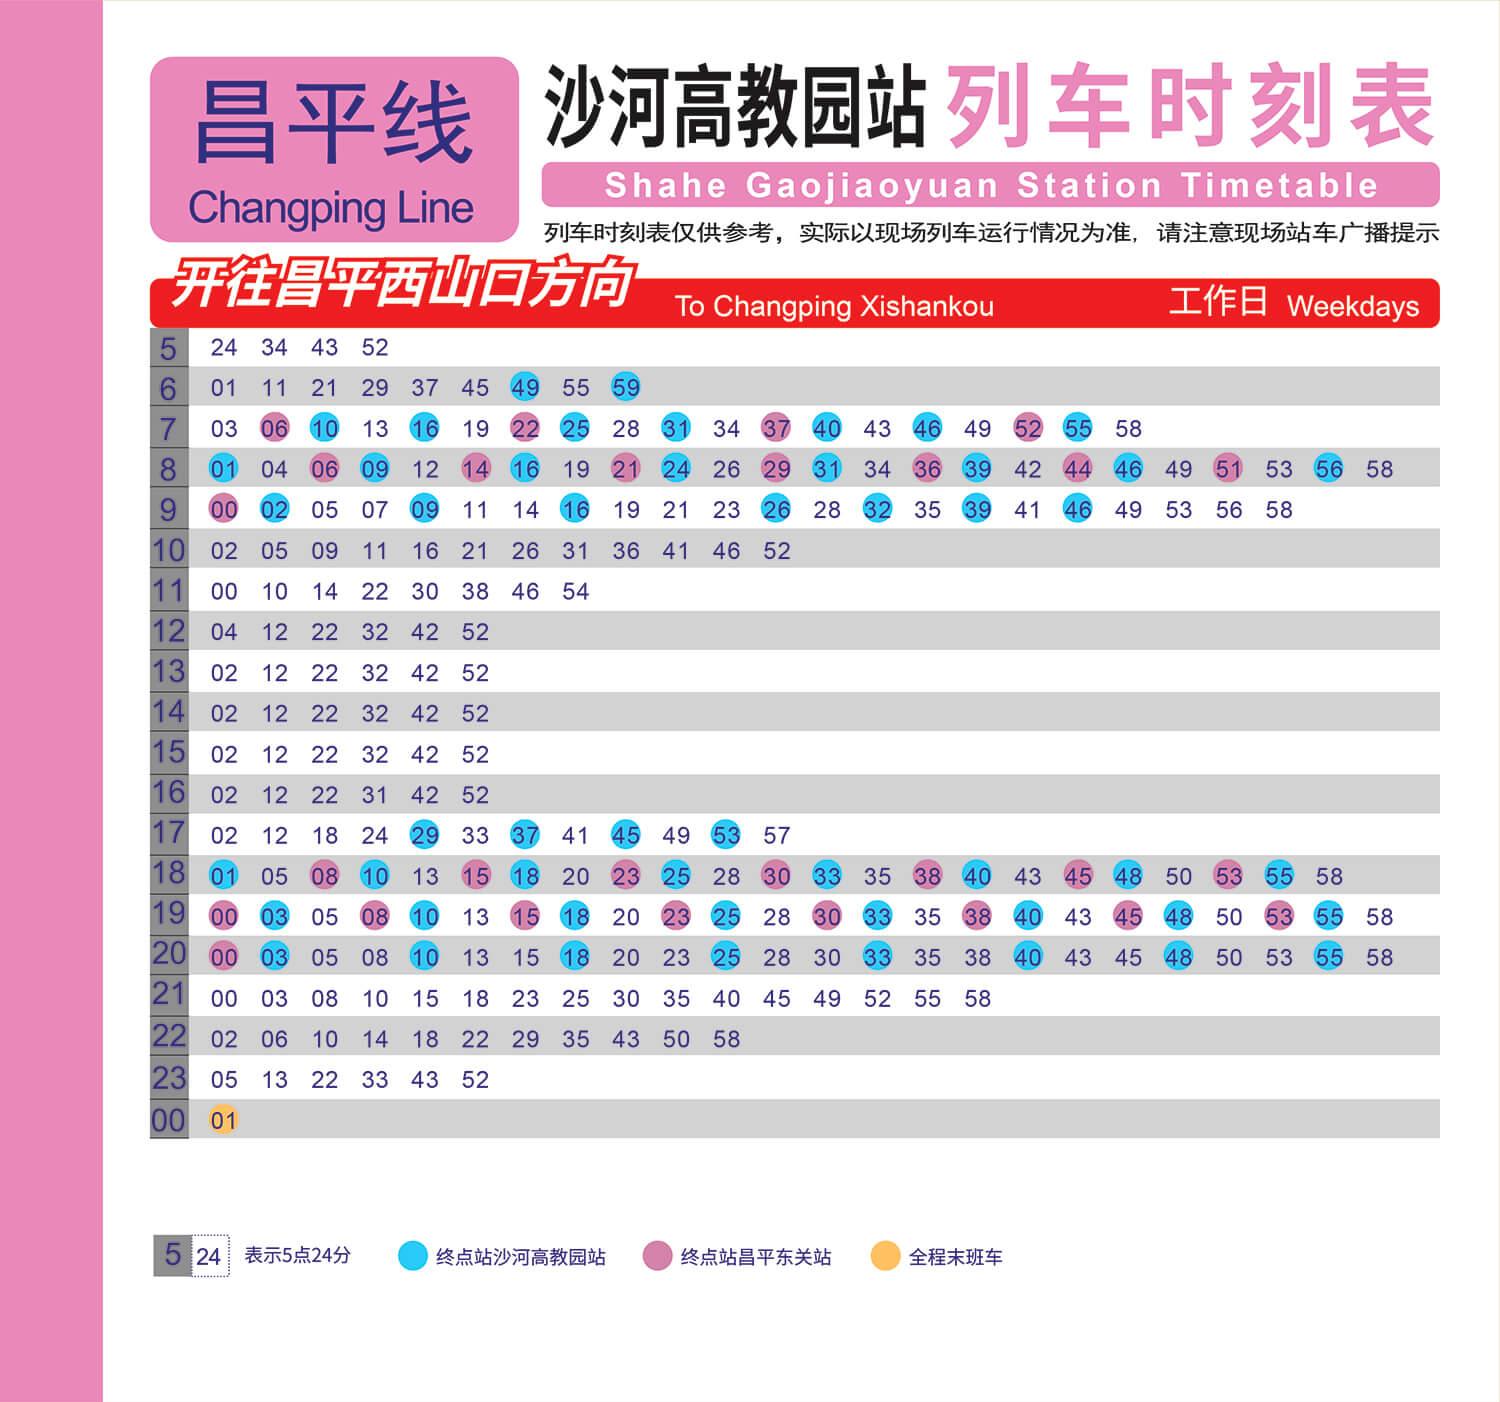 昌平线
Changping Line
沙河高教园站 列车时刻表
Shahe Gaojiaoyuan Station Timetable
列车时刻表仅供参考，实际以现场列车运行情况为准，请注意现场站车广播提示
开往昌平西山口方向 To Changping Xishankou 工作日 Weekdays
5 24 34 43 52
6 01 11 21 29 37 45 49 55 59
7 03 06 10 13 16 19 22 25 28 31 34 37 40 43 46 49 52 55 58
8 01 04 06 09 12 14 16 19 21 24 26 29 31 34 36 39 42 44 46 49 51 53 56 58
9 00 02 05 07 09 11 14 16 19 21 23 26 28 32 35 39 41 46 49 53 56 58
10 02 05 09 11 16 21 26 31 36 41 46 52
11 00 10 14 22 30 38 46 54
12 04 12 22 32 42 52
13 02 12 22 32 42 52
14 02 12 22 32 42 52
15 02 12 22 32 42 52
16 02 12 22 31 42 52
17 02 12 18 24 29 33 37 41 45 49 53 57
18 01 05 08 10 13 15 18 20 23 25 28 30 33 35 38 40 43 45 48 50 53 55 58
19 00 03 05 08 10 13 15 18 20 23 25 28 30 33 35 38 40 43 45 48 50 53 55 58
20 00 03 05 08 10 13 15 18 20 23 25 28 30 33 35 38 40 43 45 48 50 53 55 58
21 00 03 08 10 15 18 23 25 30 35 40 45 49 52 55 58
22 02 06 10 14 18 22 29 35 43 50 58
23 05 13 22 33 43 52
00 01
5 24 表示5点24分 终点站沙河高教园站 终点站昌平东关站 全程末班车